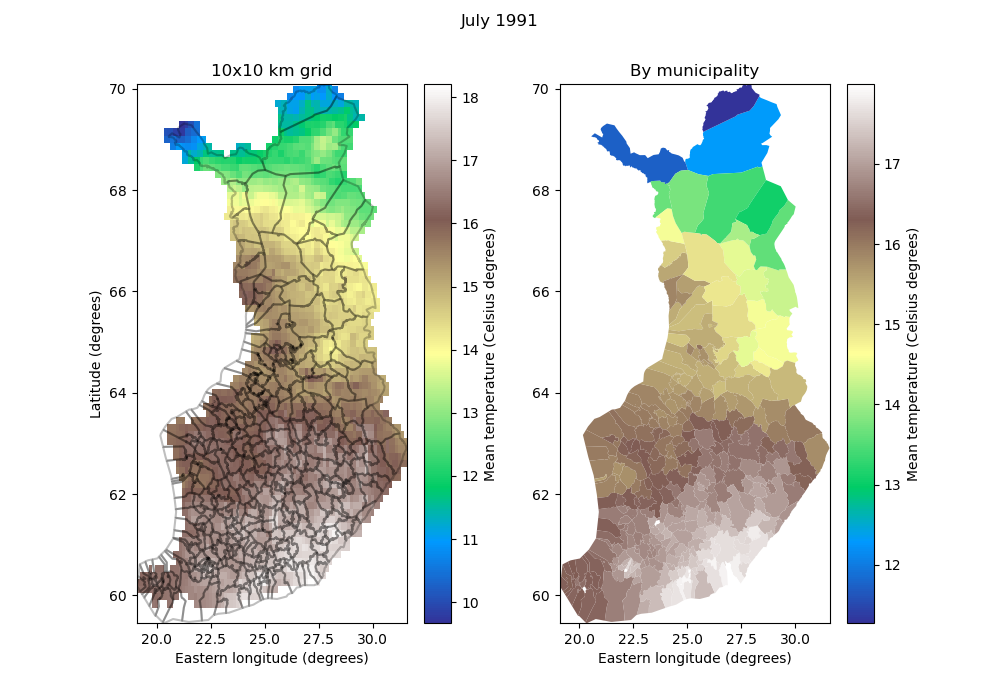 July 1991
10x10 km grid
By municipality
70
68
66
64
62
60
Latitude (degrees)
20.0 22.5 25.0 27.5 30.0
Eastern longitude (degrees)
18
17
16
15
14
13
12
11
10
Mean temperature (Celsius degrees)
70
68
66
64
62
60
20.0 22.5 25.0 27.5 30.0
Eastern longitude (degrees)
17
16
15
14
13
12
Mean temperature (Celsius degrees)